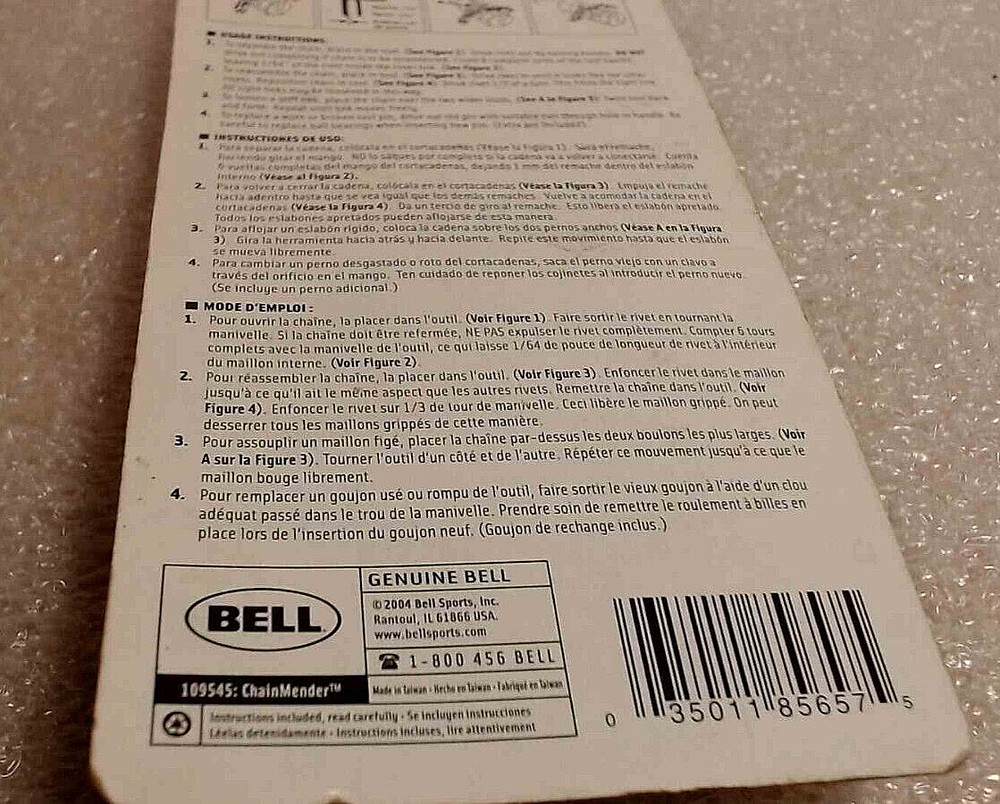 ■ USAGE INSTRUCTIONS:
1. To separate the chain, place in the tool. (See Figure 1).
2.
3.
4.
■ INSTRUCTIONES DE USO:
1. Para separar la cadena, colócala en el cortacadenas (Véase la Figura 1). Saca el remache,
haciendo girar el mango. NO lo saques por completo si la cadena va a volver a conectarse. Cuenta
6 vueltas completas del mango del cortacadenas, dejando 1 mm del remache dentro del eslabón
interno (Véase al Figura 2).
2. Para volver a cerrar la cadena, colócala en el cortacadenas (Véase la Figura 3). Empuja el remache
hacia adentro hasta que se vea igual que los demás remaches. Vuelve a acomodar la cadena en el
cortacadenas (Véase la Figura 4). Da un tercio de giro al remache. Esto libera el eslabón apretado.
Todos los eslabones apretados pueden aflojarse de esta manera.
3. Para aflojar un eslabón rígido, coloca la cadena sobre los dos pernos anchos (Véase A en la Figura
3). Gira la herramienta hacia atrás y hacia delante. Repite este movimiento hasta que el eslabón
se mueva libremente.
4. Para cambiar un perno desgastado o roto del cortacadenas, saca el perno viejo con un clavo a
través del orificio en el mango. Ten cuidado de reponer los cojinetes al introducir el perno nuevo.
(Se incluye un perno adicional.)
■ MODE D'EMPLOI :
1. Pour ouvrir la chaîne, la placer dans l'outil. (Voir Figure 1). Faire sortir le rivet en tournant la
manivelle. Si la chaîne doit être refermée, NE PAS expulser le rivet complètement. Compter 6 tours
complets avec la manivelle de l'outil, ce qui laisse 1/64 de pouce de longueur de rivet à l'intérieur
du maillon interne. (Voir Figure 2).
2. Pour réassembler la chaîne, la placer dans l'outil. (Voir Figure 3). Enfoncer le rivet dans le maillon
jusqu'à ce qu'il ait le même aspect que les autres rivets. Remettre la chaîne dans l'outil. (Voir
Figure 4). Enfoncer le rivet sur 1/3 de tour de manivelle. Ceci libère le maillon grippé. On peut
desserrer tous les maillons grippés de cette manière.
3. Pour assouplir un maillon figé, placer la chaîne par-dessus les deux boulons les plus larges. (Voir
A sur la Figure 3). Tourner l'outil d'un côté et de l'autre. Répéter ce mouvement jusqu'à ce que le
maillon bouge librement.
4. Pour remplacer un goujon usé ou rompu de l'outil, faire sortir le vieux goujon à l'aide d'un clou
adéquat passé dans le trou de la manivelle. Prendre soin de remettre le roulement à billes en
place lors de l'insertion du goujon neuf. (Goujon de rechange inclus.)
BELL
GENUINE BELL
© 2004 Bell Sports, Inc.
Rantoul, IL 61866 USA.
www.bellsports.com
☎ 1-800 456 BELL
109545: ChainMender™
Made in Taiwan • Hecho en Taiwan • Fabriqué en Taiwan
Instructions included, read carefully • Se incluyen instrucciones
Léelas detenidamente • Instructions incluses, lire attentivement
0 35011 85657 5